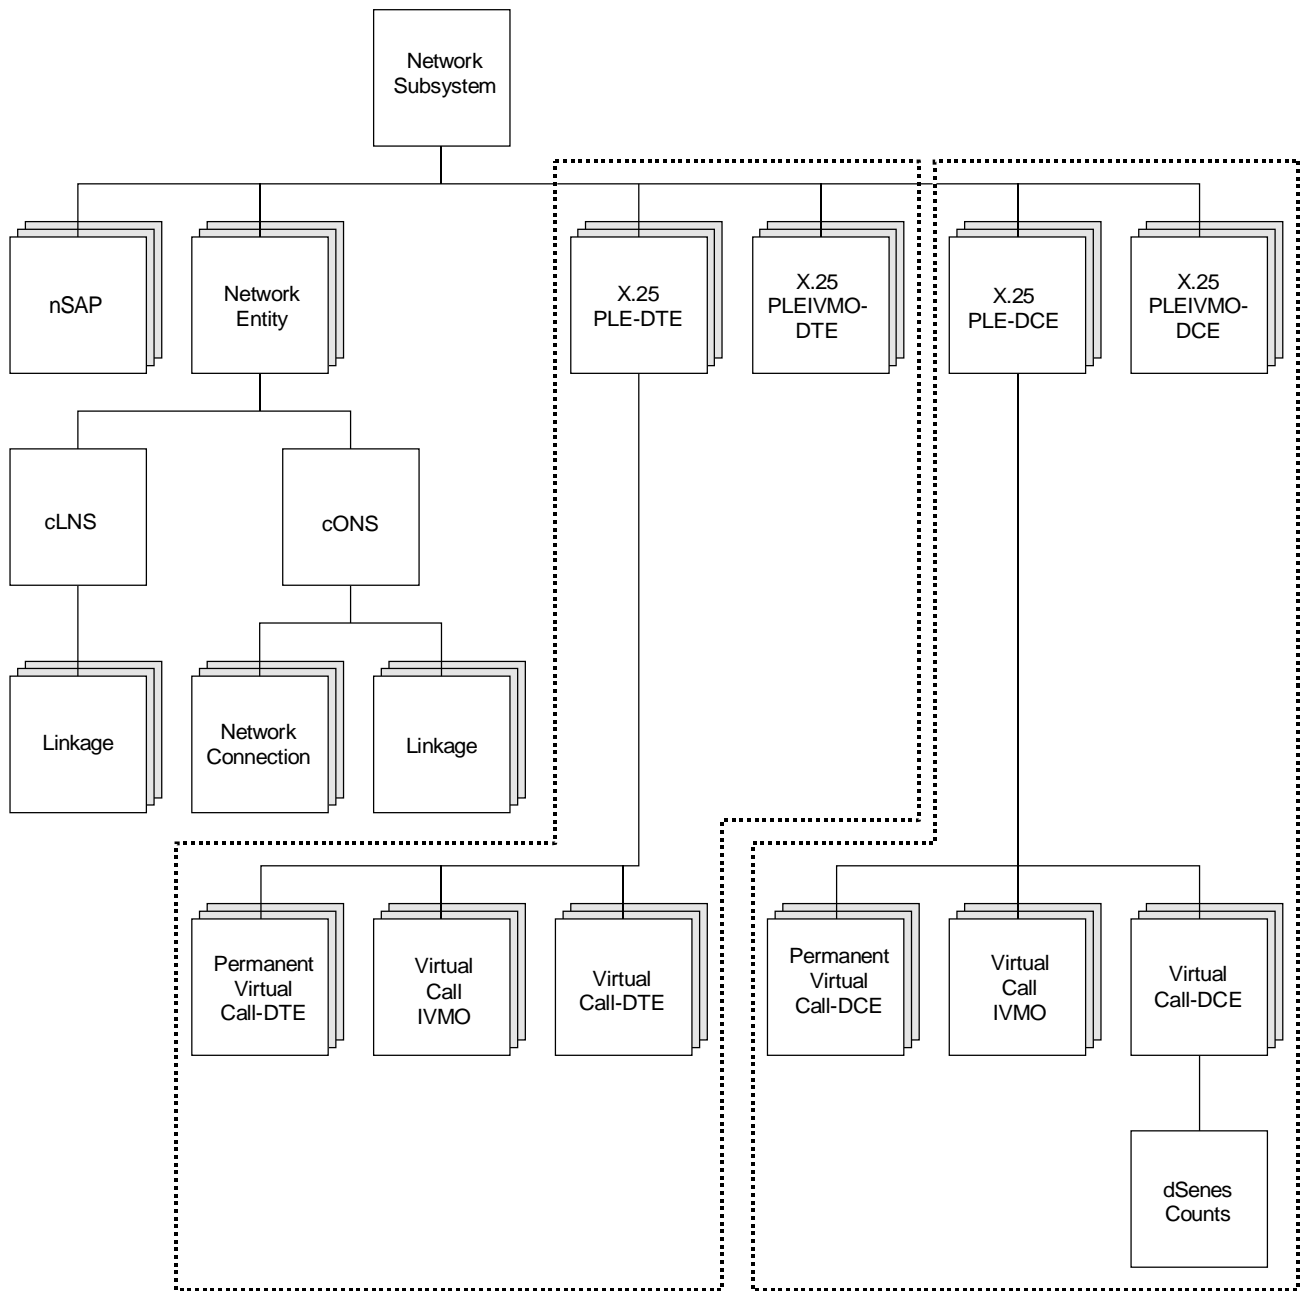 Network
Subsystem
nSAP
Network
Entity
X.25
PLE-DTE
X.25
PLEIVMO-
DTE
X.25
PLE-DCE
X.25
PLEIVMO-
DCE
cLNS
cONS
Linkage
Network
Connection
Linkage
Permanent
Virtual
Call-DTE
Virtual
Call
IVMO
Virtual
Call-DTE
Permanent
Virtual
Call-DCE
Virtual
Call
IVMO
Virtual
Call-DCE
dSenes
Counts